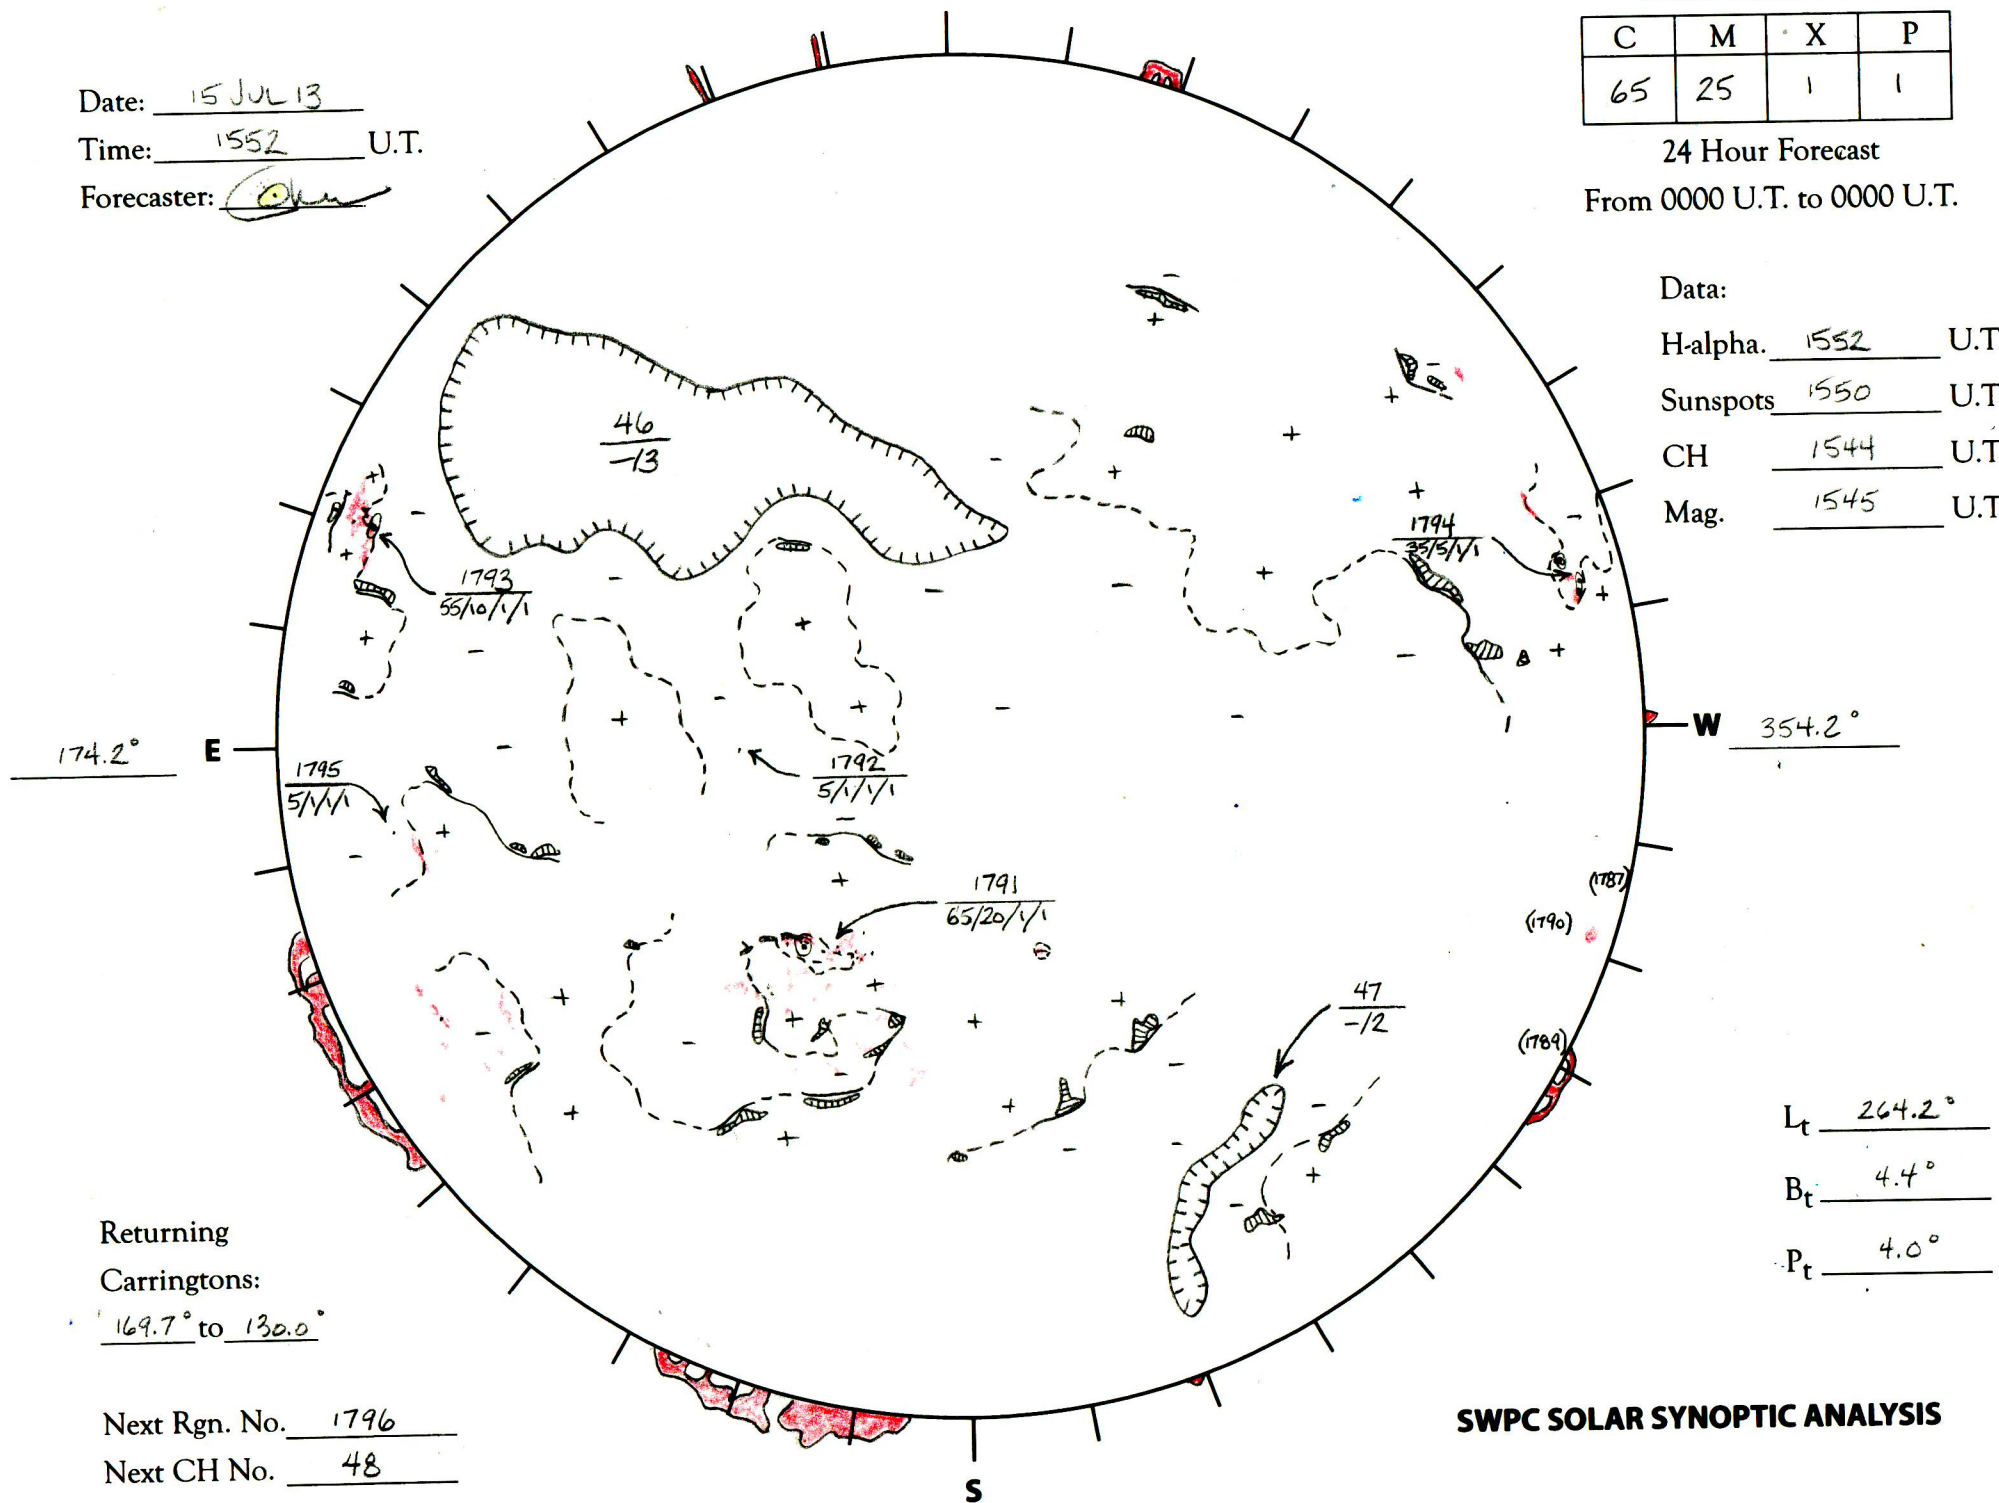 Date: 15 JUL 13
Time: 1552 U.T.
Forecaster:
C M X P
65 25 1 1
24 Hour Forecast
From 0000 U.T. to 0000 U.T.
Data:
H-alpha. 1552 U.T
Sunspots 1550 U.T
CH 1544 U.T
Mag. 1545 U.T
46
-13
1793
55/10/1/1
1794
35/5/1/1
174.2° E
W 354.2°
1795
5/1/1/1
1792
5/1/1/1
1791
65/20/1/1
(1787)
(1790)
(1789)
47
-12
Lt 264.2°
Bt 4.4°
Pt 4.0°
Returning
Carringtons:
169.7° to 130.0°
Next Rgn. No. 1796
Next CH No. 48
SWPC SOLAR SYNOPTIC ANALYSIS
S